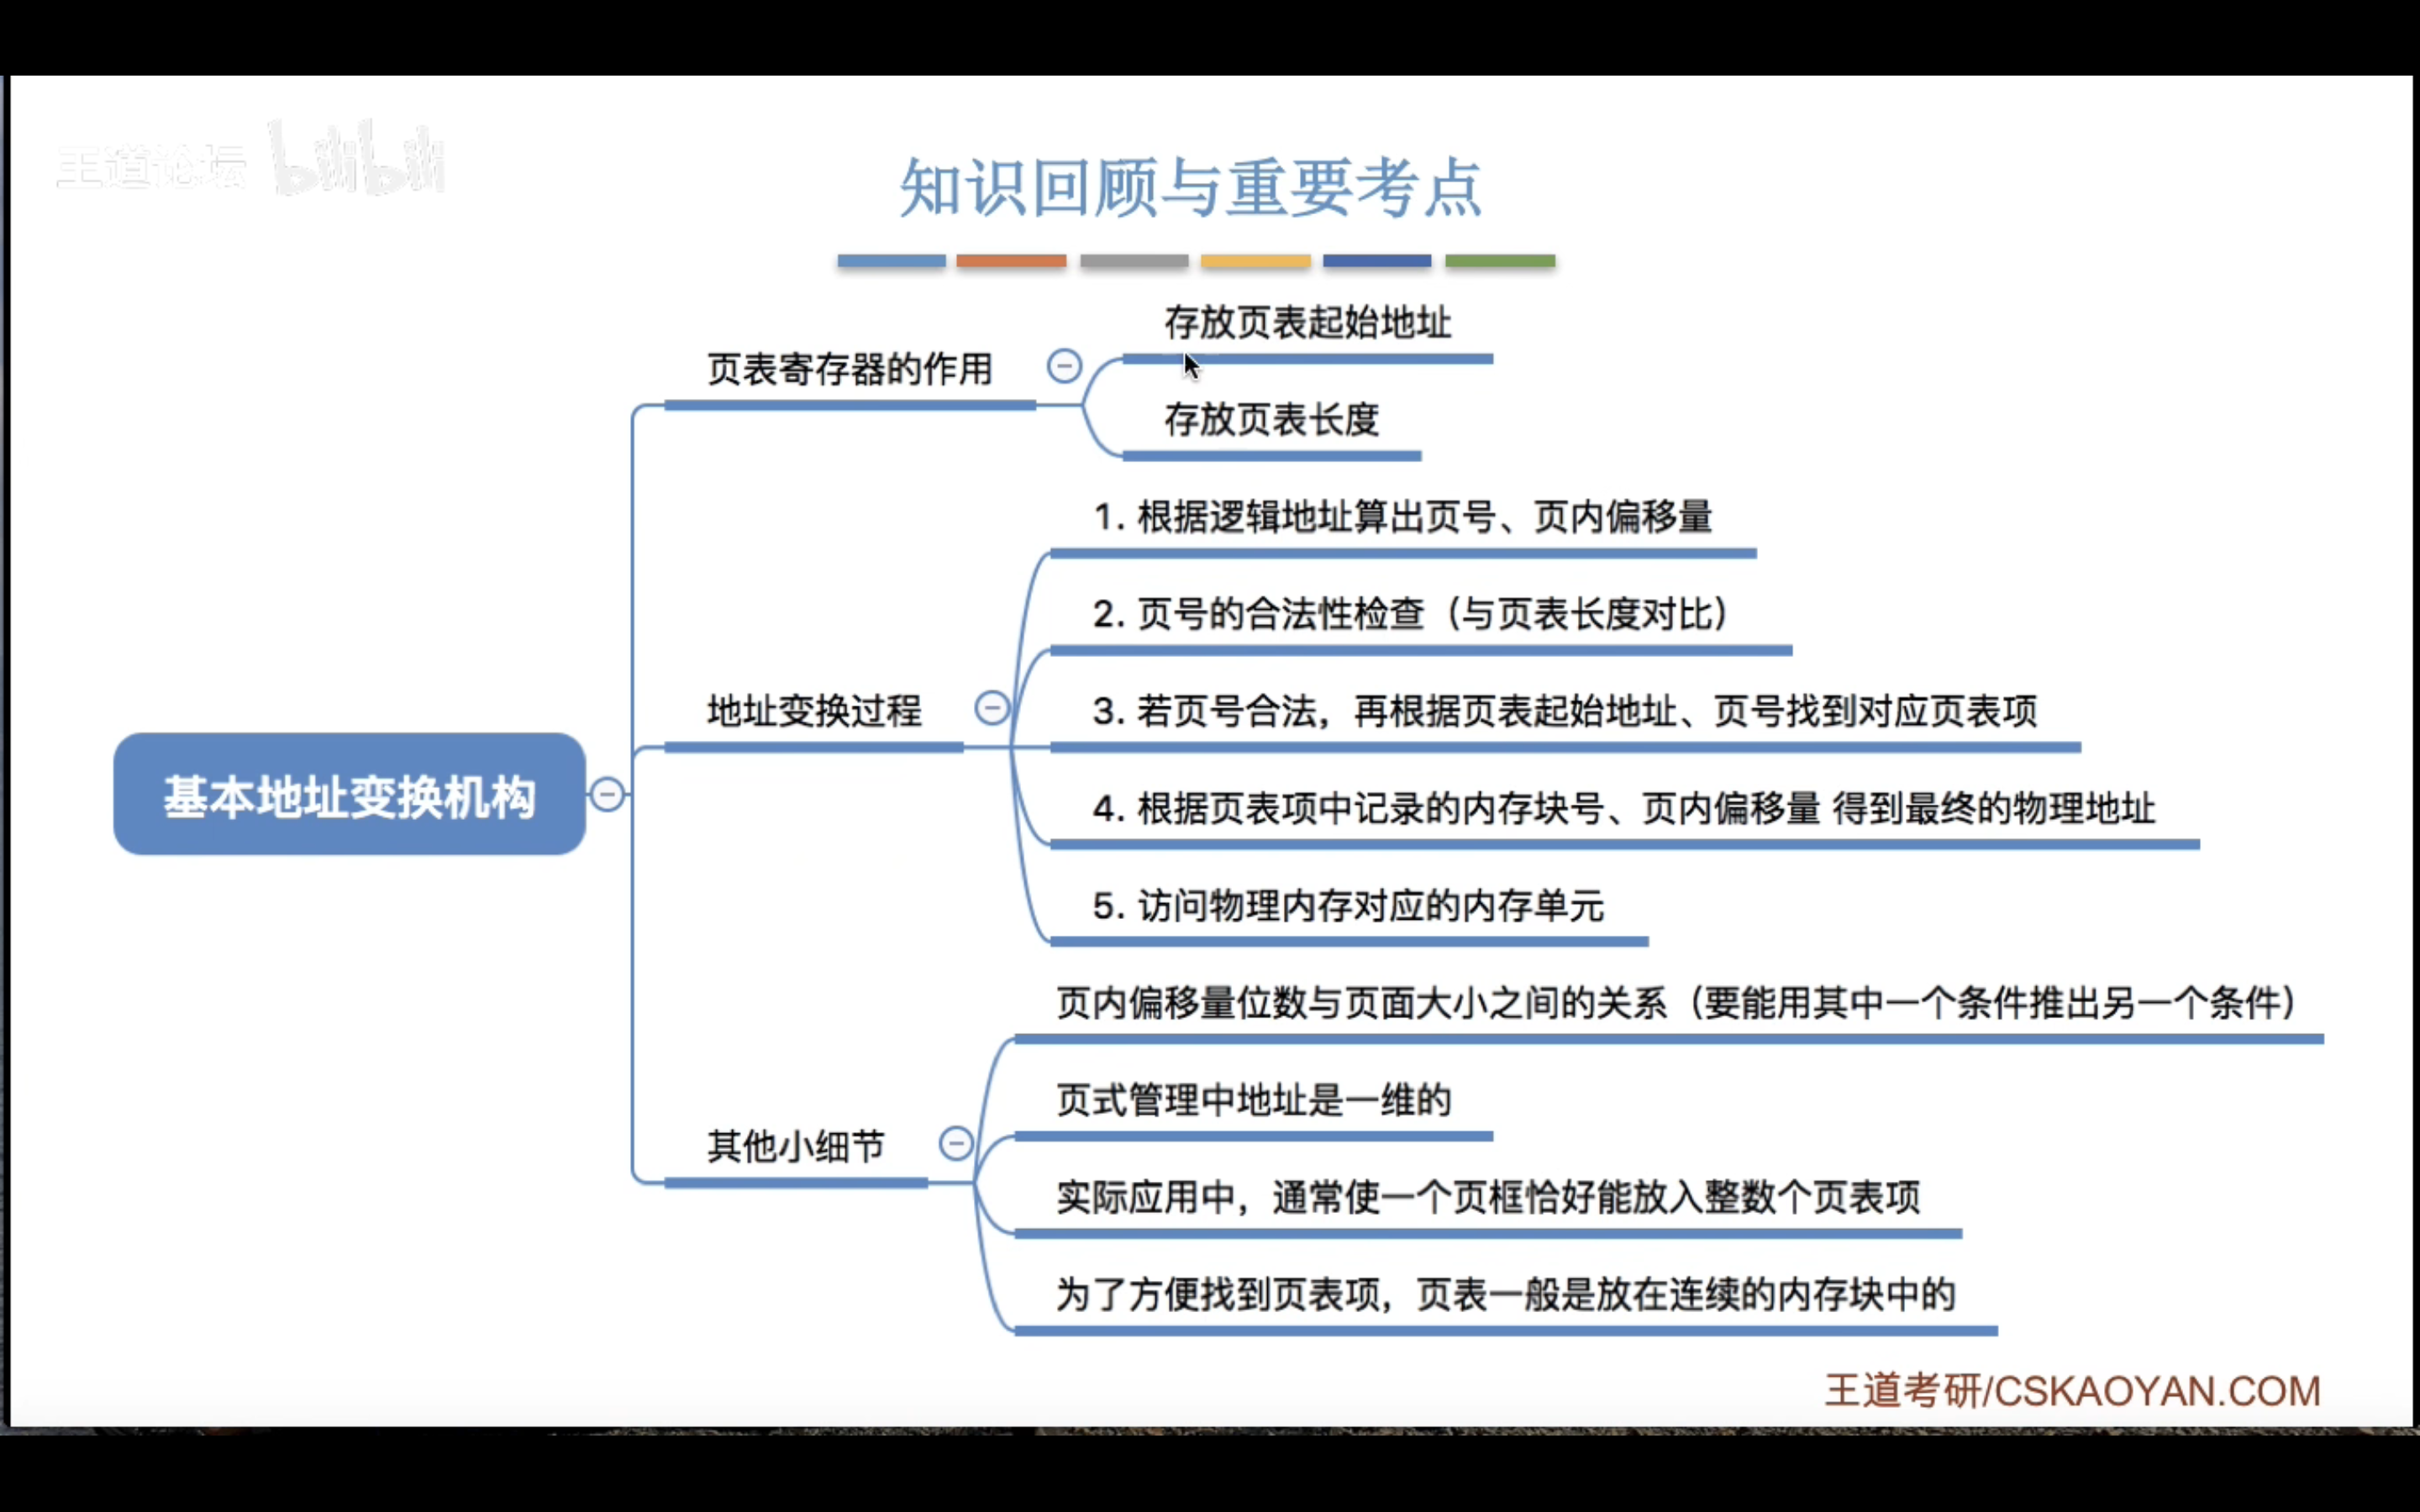 王道论坛 bilibili
知识回顾与重要考点
基本地址变换机构
页表寄存器的作用
存放页表起始地址
存放页表长度
地址变换过程
1. 根据逻辑地址算出页号、页内偏移量
2. 页号的合法性检查（与页表长度对比）
3. 若页号合法，再根据页表起始地址、页号找到对应页表项
4. 根据页表项中记录的内存块号、页内偏移量 得到最终的物理地址
5. 访问物理内存对应的内存单元
其他小细节
页内偏移量位数与页面大小之间的关系（要能用其中一个条件推出另一个条件）
页式管理中地址是一维的
实际应用中，通常使一个页框恰好能放入整数个页表项
为了方便找到页表项，页表一般是放在连续的内存块中的
王道考研/CSKAOYAN.COM